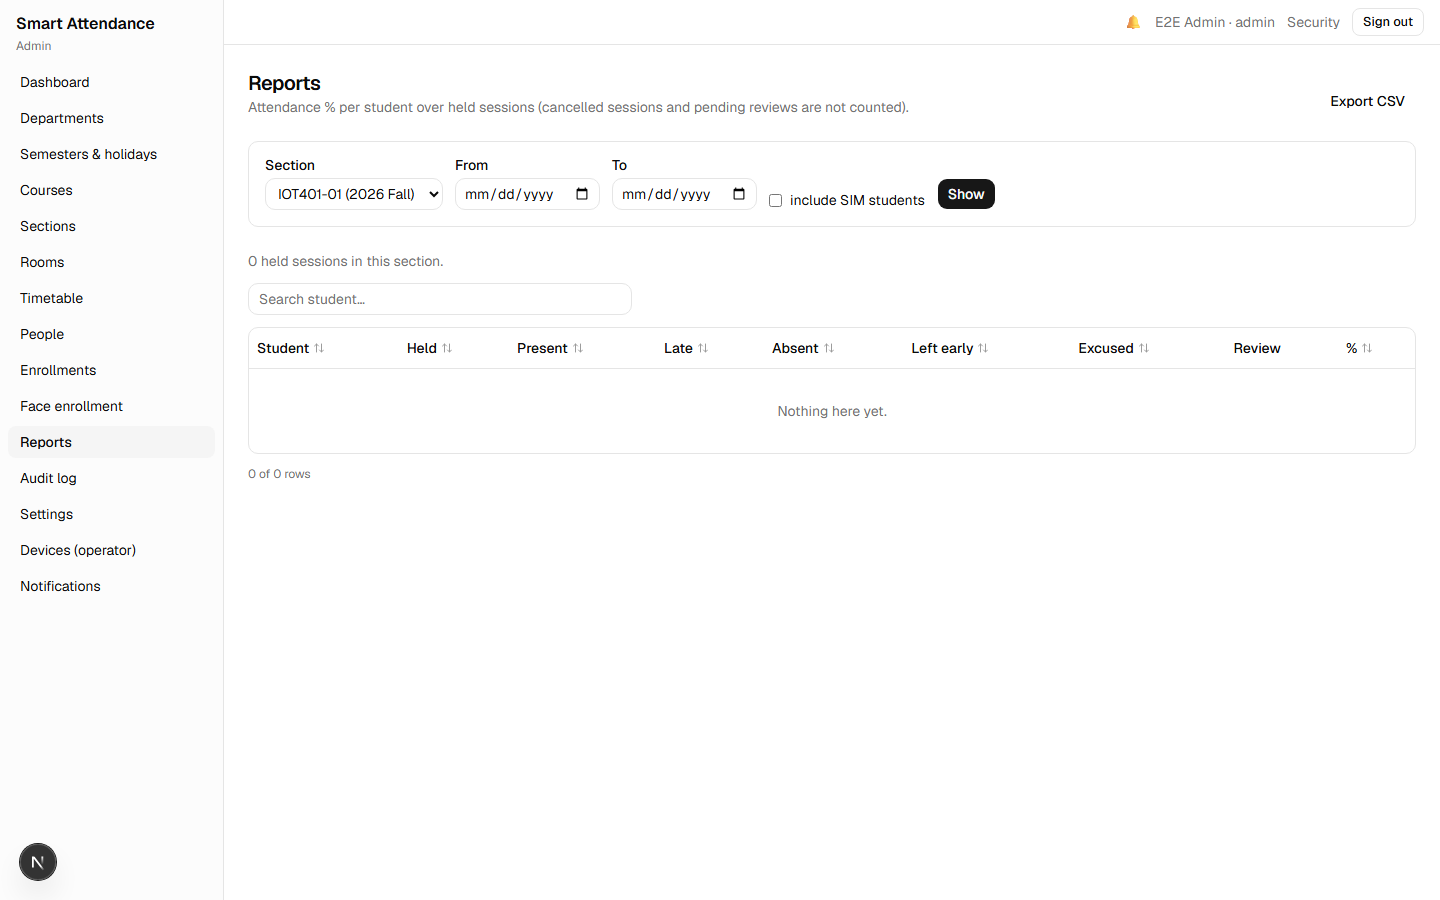 Smart Attendance
Admin
Dashboard
Departments
Semesters & holidays
Courses
Sections
Rooms
Timetable
People
Enrollments
Face enrollment
Reports
Audit log
Settings
Devices (operator)
Notifications
E2E Admin · admin Security Sign out
Reports
Attendance % per student over held sessions (cancelled sessions and pending reviews are not counted).
Export CSV
Section From To
IOT401-01 (2026 Fall) mm/dd/yyyy mm/dd/yyyy include SIM students Show
0 held sessions in this section.
Search student…
Student Held Present Late Absent Left early Excused Review %
Nothing here yet.
0 of 0 rows
N